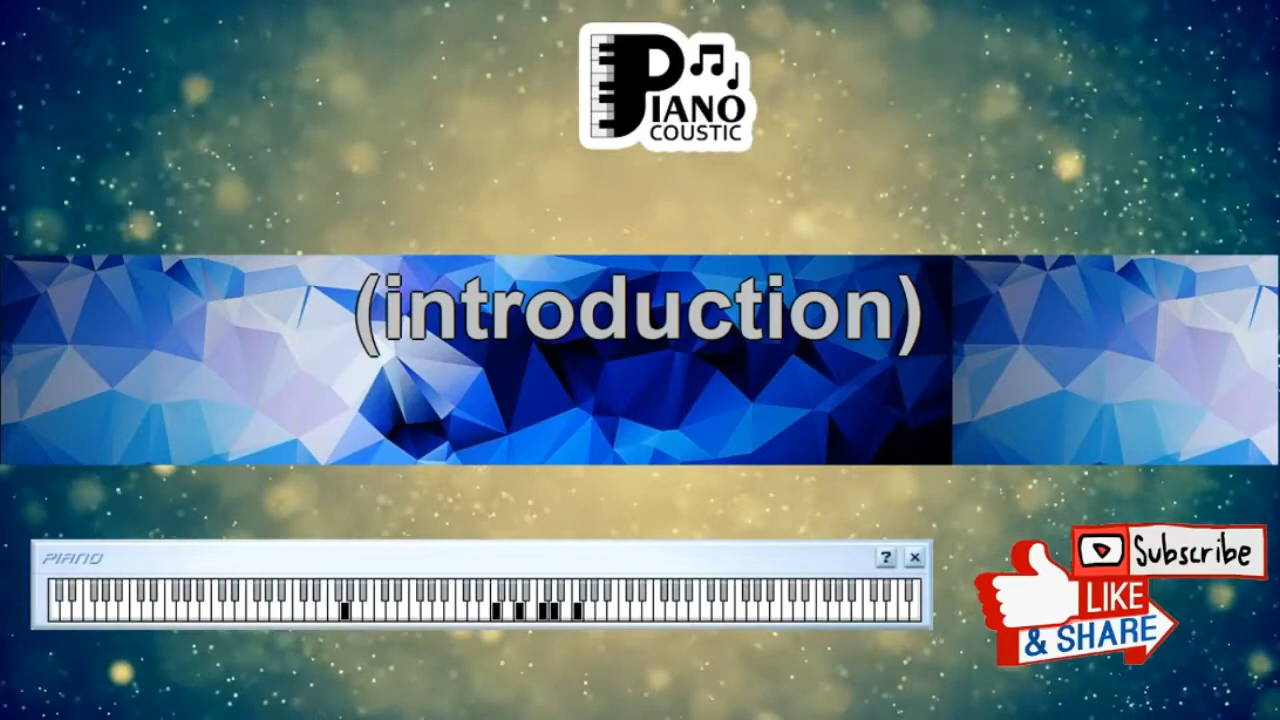 PIANO
COUSTIC
(introduction)
PIANO
?
Subscribe
LIKE
& SHARE